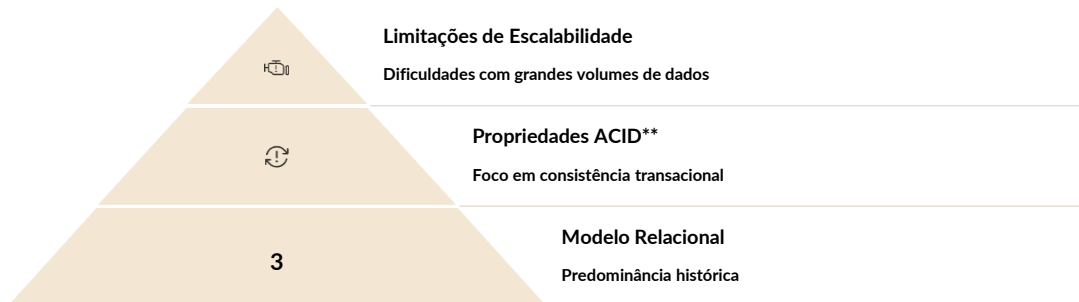 Limitações de Escalabilidade
Dificuldades com grandes volumes de dados
Propriedades ACID**
Foco em consistência transacional
3
Modelo Relacional
Predominância histórica